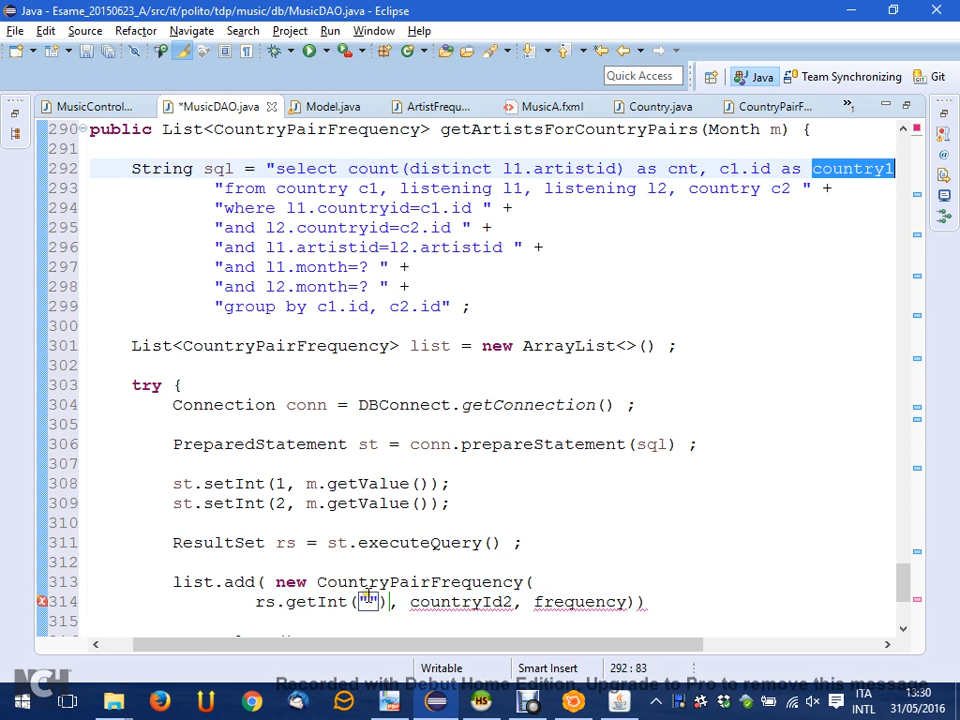 Java - Esame_20150623_A/src/it/polito/tdp/music/db/MusicDAO.java - Eclipse
File Edit Source Refactor Navigate Search Project Run Window Help
Quick Access
Java
Team Synchronizing
Git
MusicControl...
*MusicDAO.java
Model.java
ArtistFrequ...
MusicA.fxml
Country.java
CountryPairF...
290 public List<CountryPairFrequency> getArtistsForCountryPairs(Month m) {
291
292 String sql = "select count(distinct l1.artistid) as cnt, c1.id as country1
293 "from country c1, listening l1, listening l2, country c2 " +
294 "where l1.countryid=c1.id " +
295 "and l2.countryid=c2.id " +
296 "and l1.artistid=l2.artistid " +
297 "and l1.month=? " +
298 "and l2.month=? " +
299 "group by c1.id, c2.id" ;
300
301 List<CountryPairFrequency> list = new ArrayList<>() ;
302
303 try {
304 Connection conn = DBConnect.getConnection() ;
305
306 PreparedStatement st = conn.prepareStatement(sql) ;
307
308 st.setInt(1, m.getValue());
309 st.setInt(2, m.getValue());
310
311 ResultSet rs = st.executeQuery() ;
312
313 list.add( new CountryPairFrequency(
314 rs.getInt(""), countryId2, frequency))
315
Writable
Smart Insert
292 : 83
NCH
Recorded with Debut Home Edition. Upgrade to Pro to remove this message
HS
ITA
INTL
13:30
31/05/2016